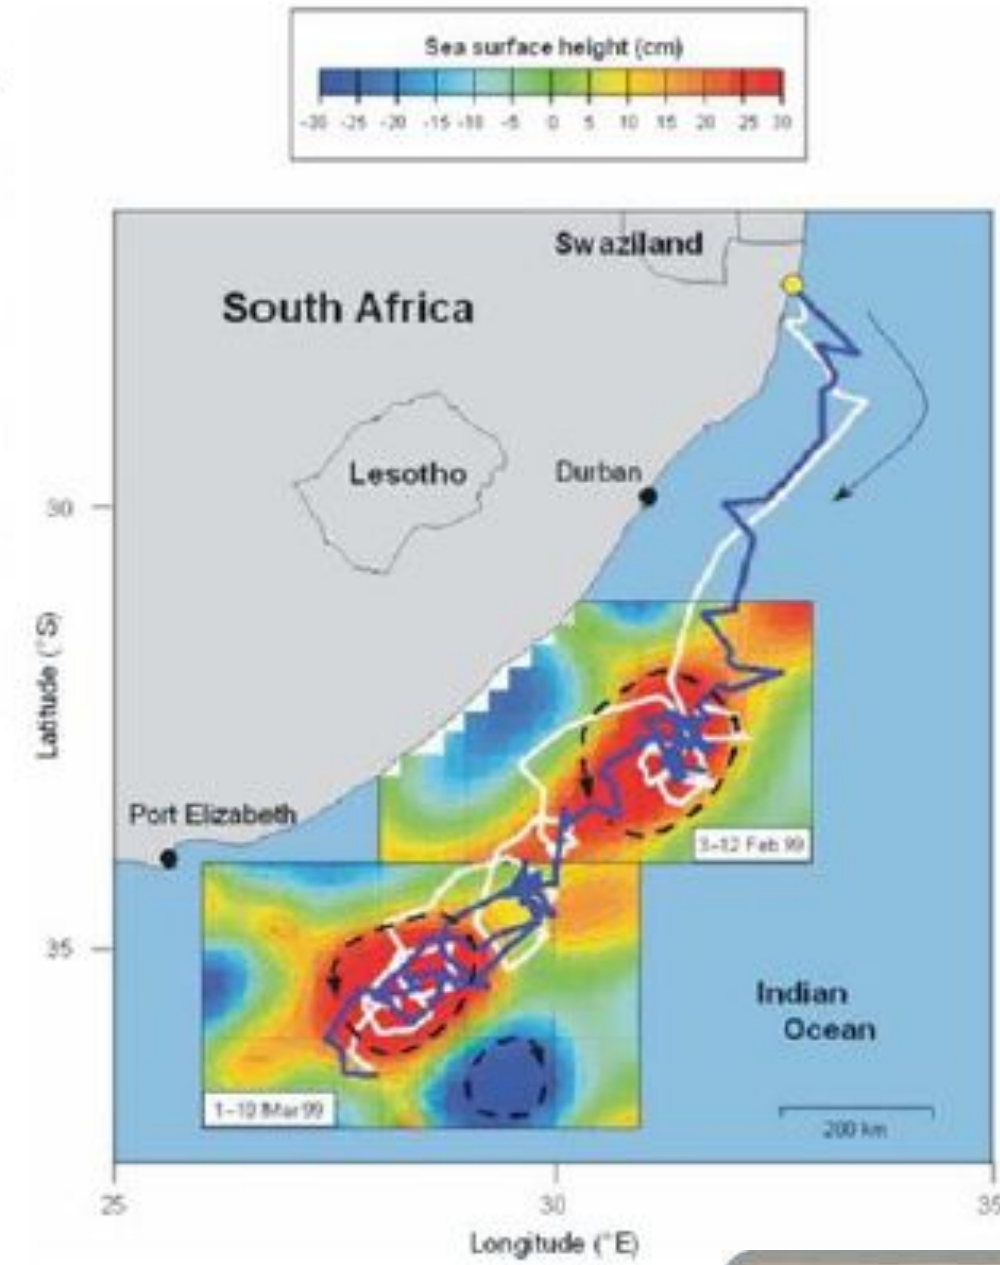 Sea surface height (cm)
-30 -25 -20 -15 -10 -5 0 5 10 15 20 25 30
Swaziland
South Africa
Lesotho
Durban
30
Latitude (°S)
Port Elizabeth
3-12 Feb 99
35
Indian
Ocean
1-10 Mar 99
200 km
25 30 35
Longitude (°E)